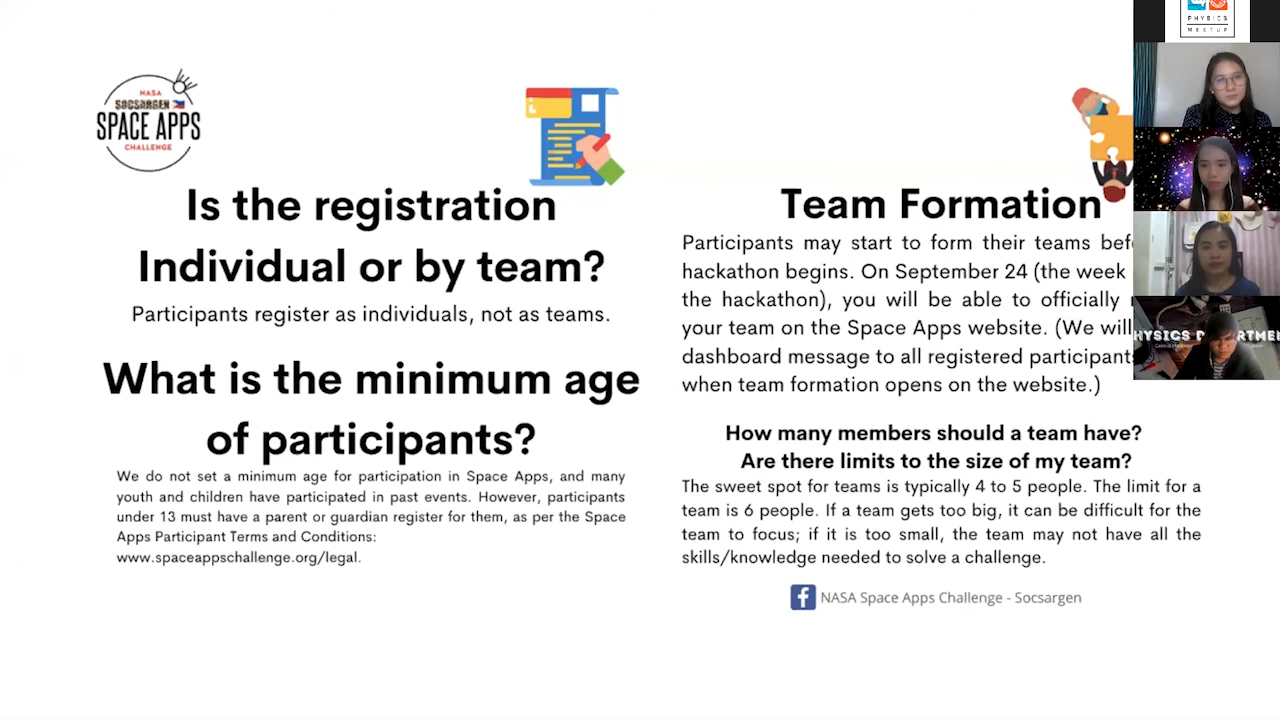 NASA
SOCSARGEN
SPACE APPS
CHALLENGE
Is the registration
Individual or by team?
Participants register as individuals, not as teams.
What is the minimum age
of participants?
We do not set a minimum age for participation in Space Apps, and many
youth and children have participated in past events. However, participants
under 13 must have a parent or guardian register for them, as per the Space
Apps Participant Terms and Conditions:
www.spaceappschallenge.org/legal.
Team Formation
Participants may start to form their teams
hackathon begins. On September 24 (the week
the hackathon), you will be able to officially
your team on the Space Apps website. (We will
dashboard message to all registered participants
when team formation opens on the website.)
How many members should a team have?
Are there limits to the size of my team?
The sweet spot for teams is typically 4 to 5 people. The limit for a
team is 6 people. If a team gets too big, it can be difficult for the
team to focus; if it is too small, the team may not have all the
skills/knowledge needed to solve a challenge.
NASA Space Apps Challenge - Socsargen
PHYSICS
MEETUP